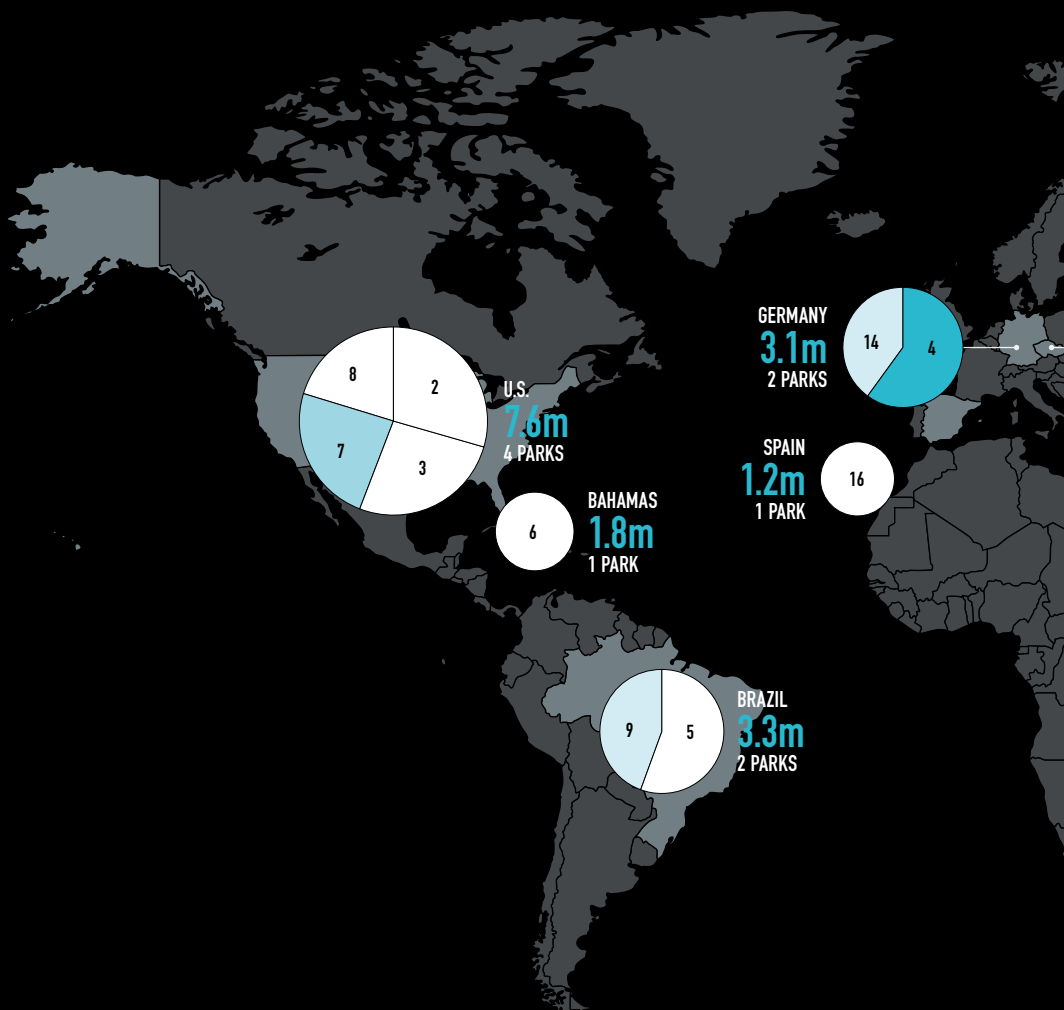 GERMANY
3.1m
2 PARKS
14
4
8
2
7
3
U.S.
7.6m
4 PARKS
SPAIN
1.2m
1 PARK
16
6
BAHAMAS
1.8m
1 PARK
9
5
BRAZIL
3.3m
2 PARKS